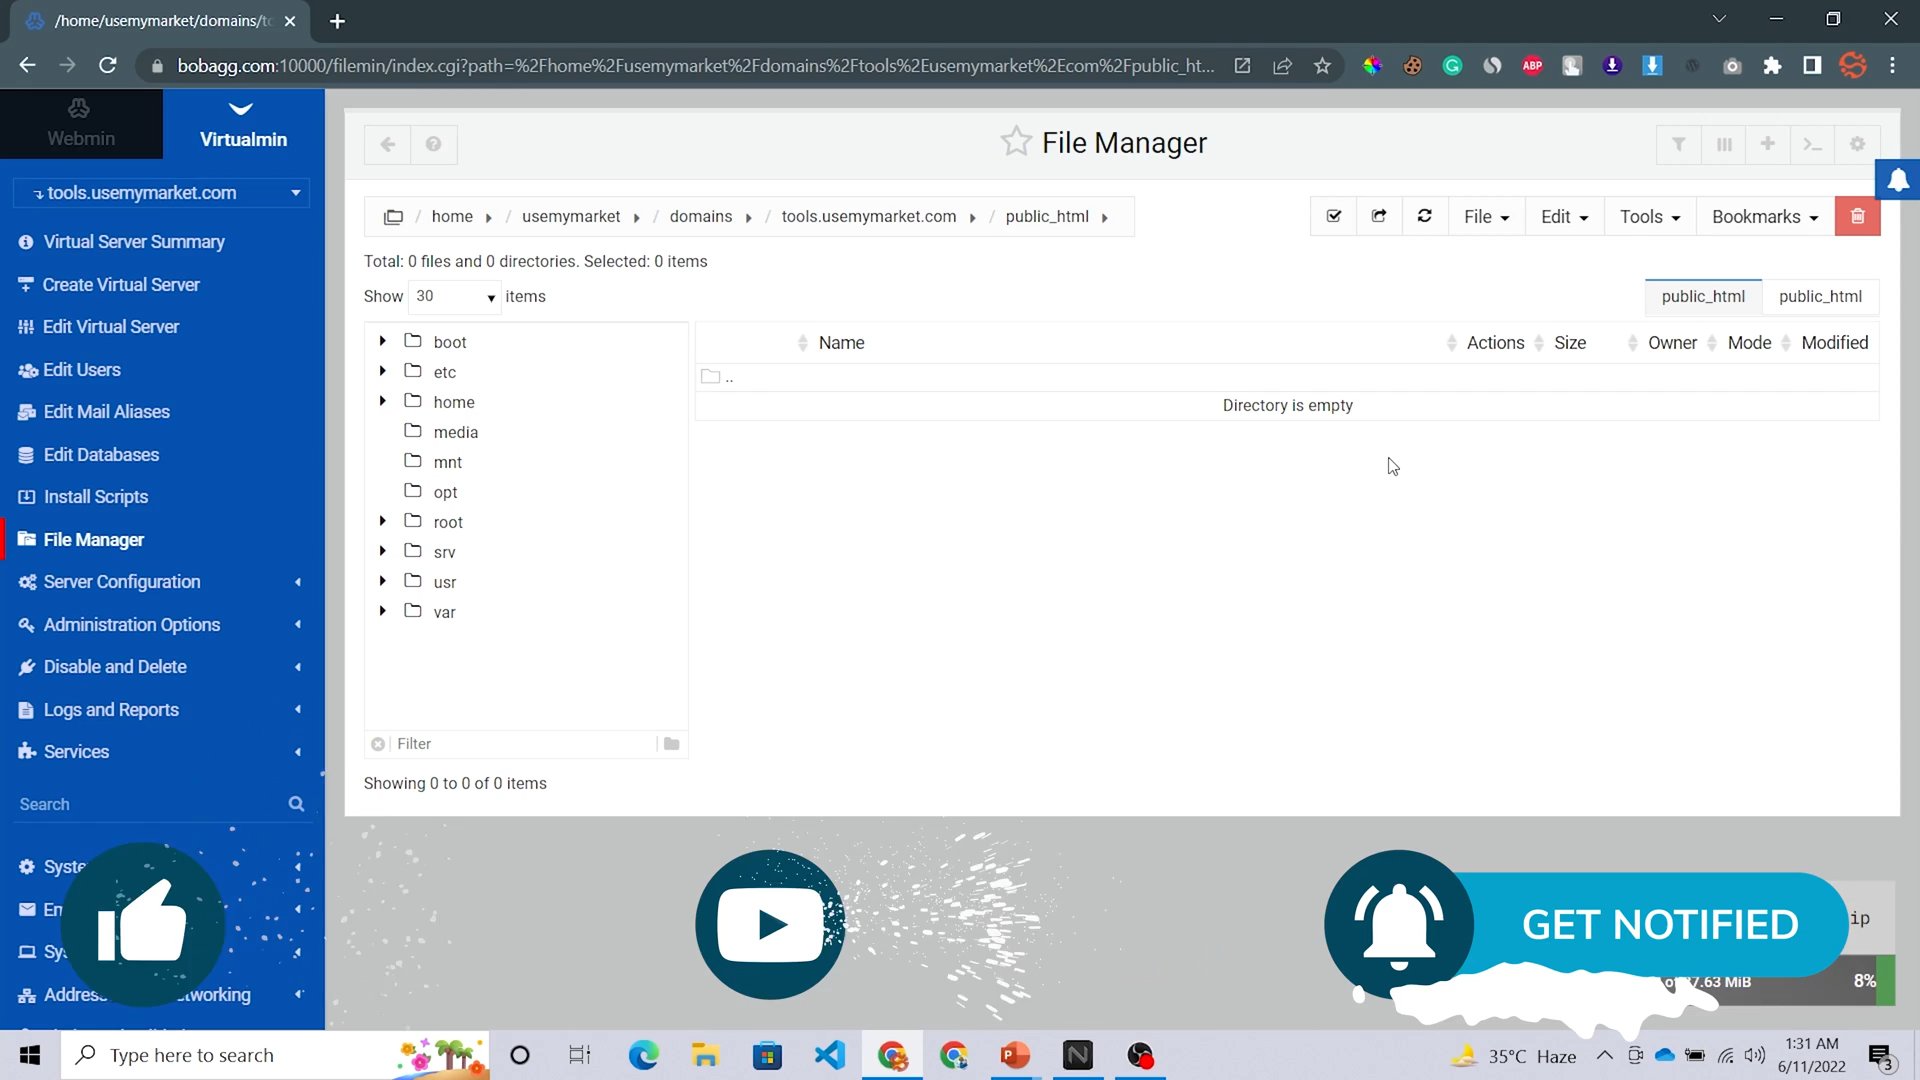 /home/usemymarket/domains/to
bobagg.com:10000/filemin/index.cgi?path=%2Fhome%2Fusemymarket%2Fdomains%2Ftools%2Eusemymarket%2Ecom%2Fpublic_ht...
ABP
Webmin
Virtualmin
tools.usemymarket.com
Virtual Server Summary
Create Virtual Server
Edit Virtual Server
Edit Users
Edit Mail Aliases
Edit Databases
Install Scripts
File Manager
Server Configuration
Administration Options
Disable and Delete
Logs and Reports
Services
Search
File Manager
home / usemymarket / domains / tools.usemymarket.com / public_html
File Edit Tools Bookmarks
Total: 0 files and 0 directories. Selected: 0 items
Show 30 items
public_html public_html
boot
etc
home
media
mnt
opt
root
srv
usr
var
Name Actions Size Owner Mode Modified
..
Directory is empty
Filter
Showing 0 to 0 of 0 items
GET NOTIFIED
ip
8%
Type here to search
35°C Haze
1:31 AM
6/11/2022
3